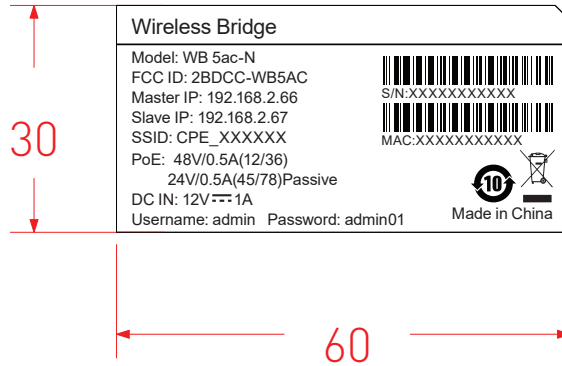 Wireless Bridge
Model: WB 5ac-N
FCC ID: 2BDCC-WB5AC
Master IP: 192.168.2.66
Slave IP: 192.168.2.67
SSID: CPE_XXXXXX
PoE: 48V/0.5A(12/36)
24V/0.5A(45/78)Passive
DC IN: 12V⎓1A
Username: admin Password: admin01
S/N:XXXXXXXXXXX
MAC:XXXXXXXXXXX
10
Made in China
30
60